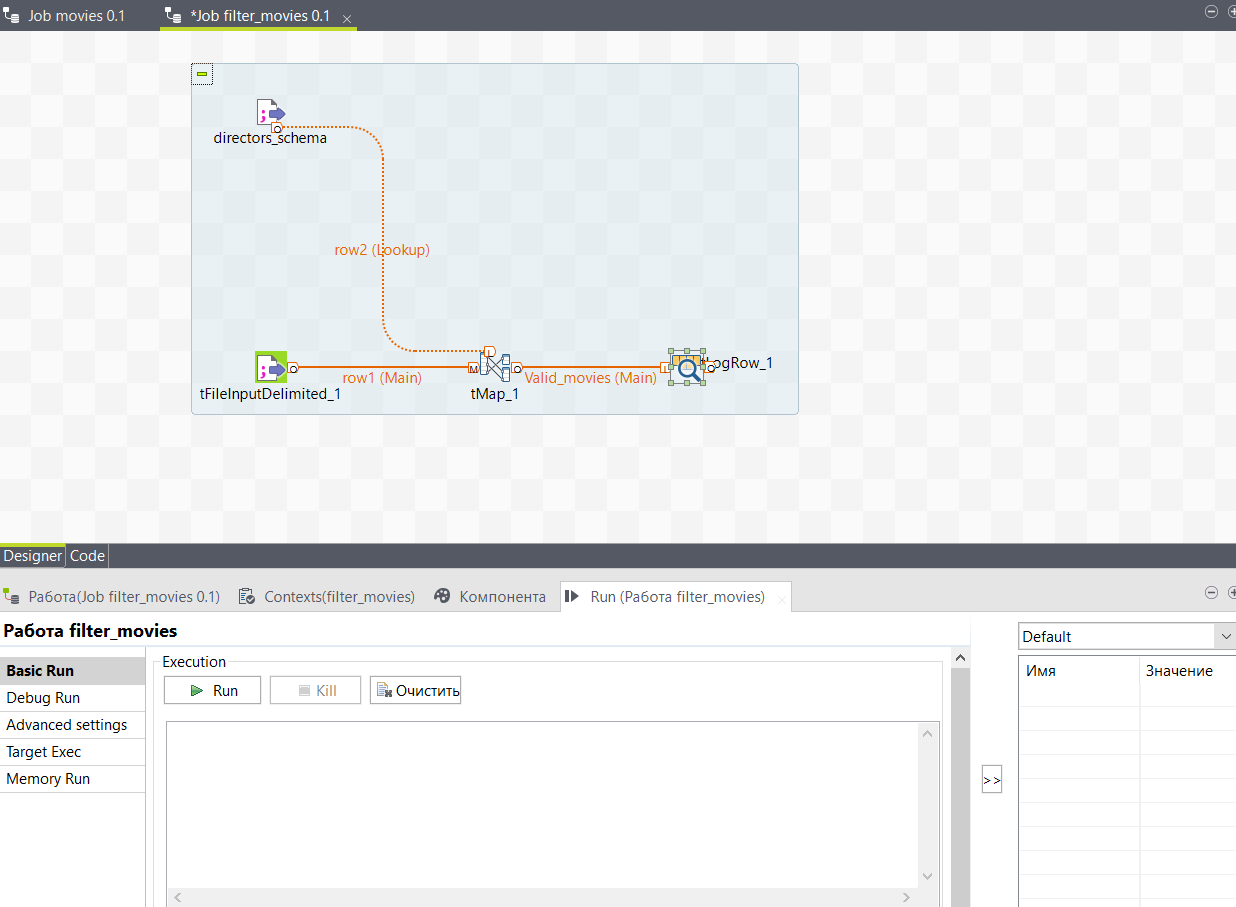 Job movies 0.1
*Job filter_movies 0.1
directors_schema
row2 (Lookup)
tLogRow_1
row1 (Main)
Valid_movies (Main)
tFileInputDelimited_1
tMap_1
Designer
Code
Работа(Job filter_movies 0.1)
Contexts(filter_movies)
Компонента
Run (Работа filter_movies)
Работа filter_movies
Default
Basic Run
Debug Run
Advanced settings
Target Exec
Memory Run
Execution
Run
Kill
Очистить
Имя
Значение
>>